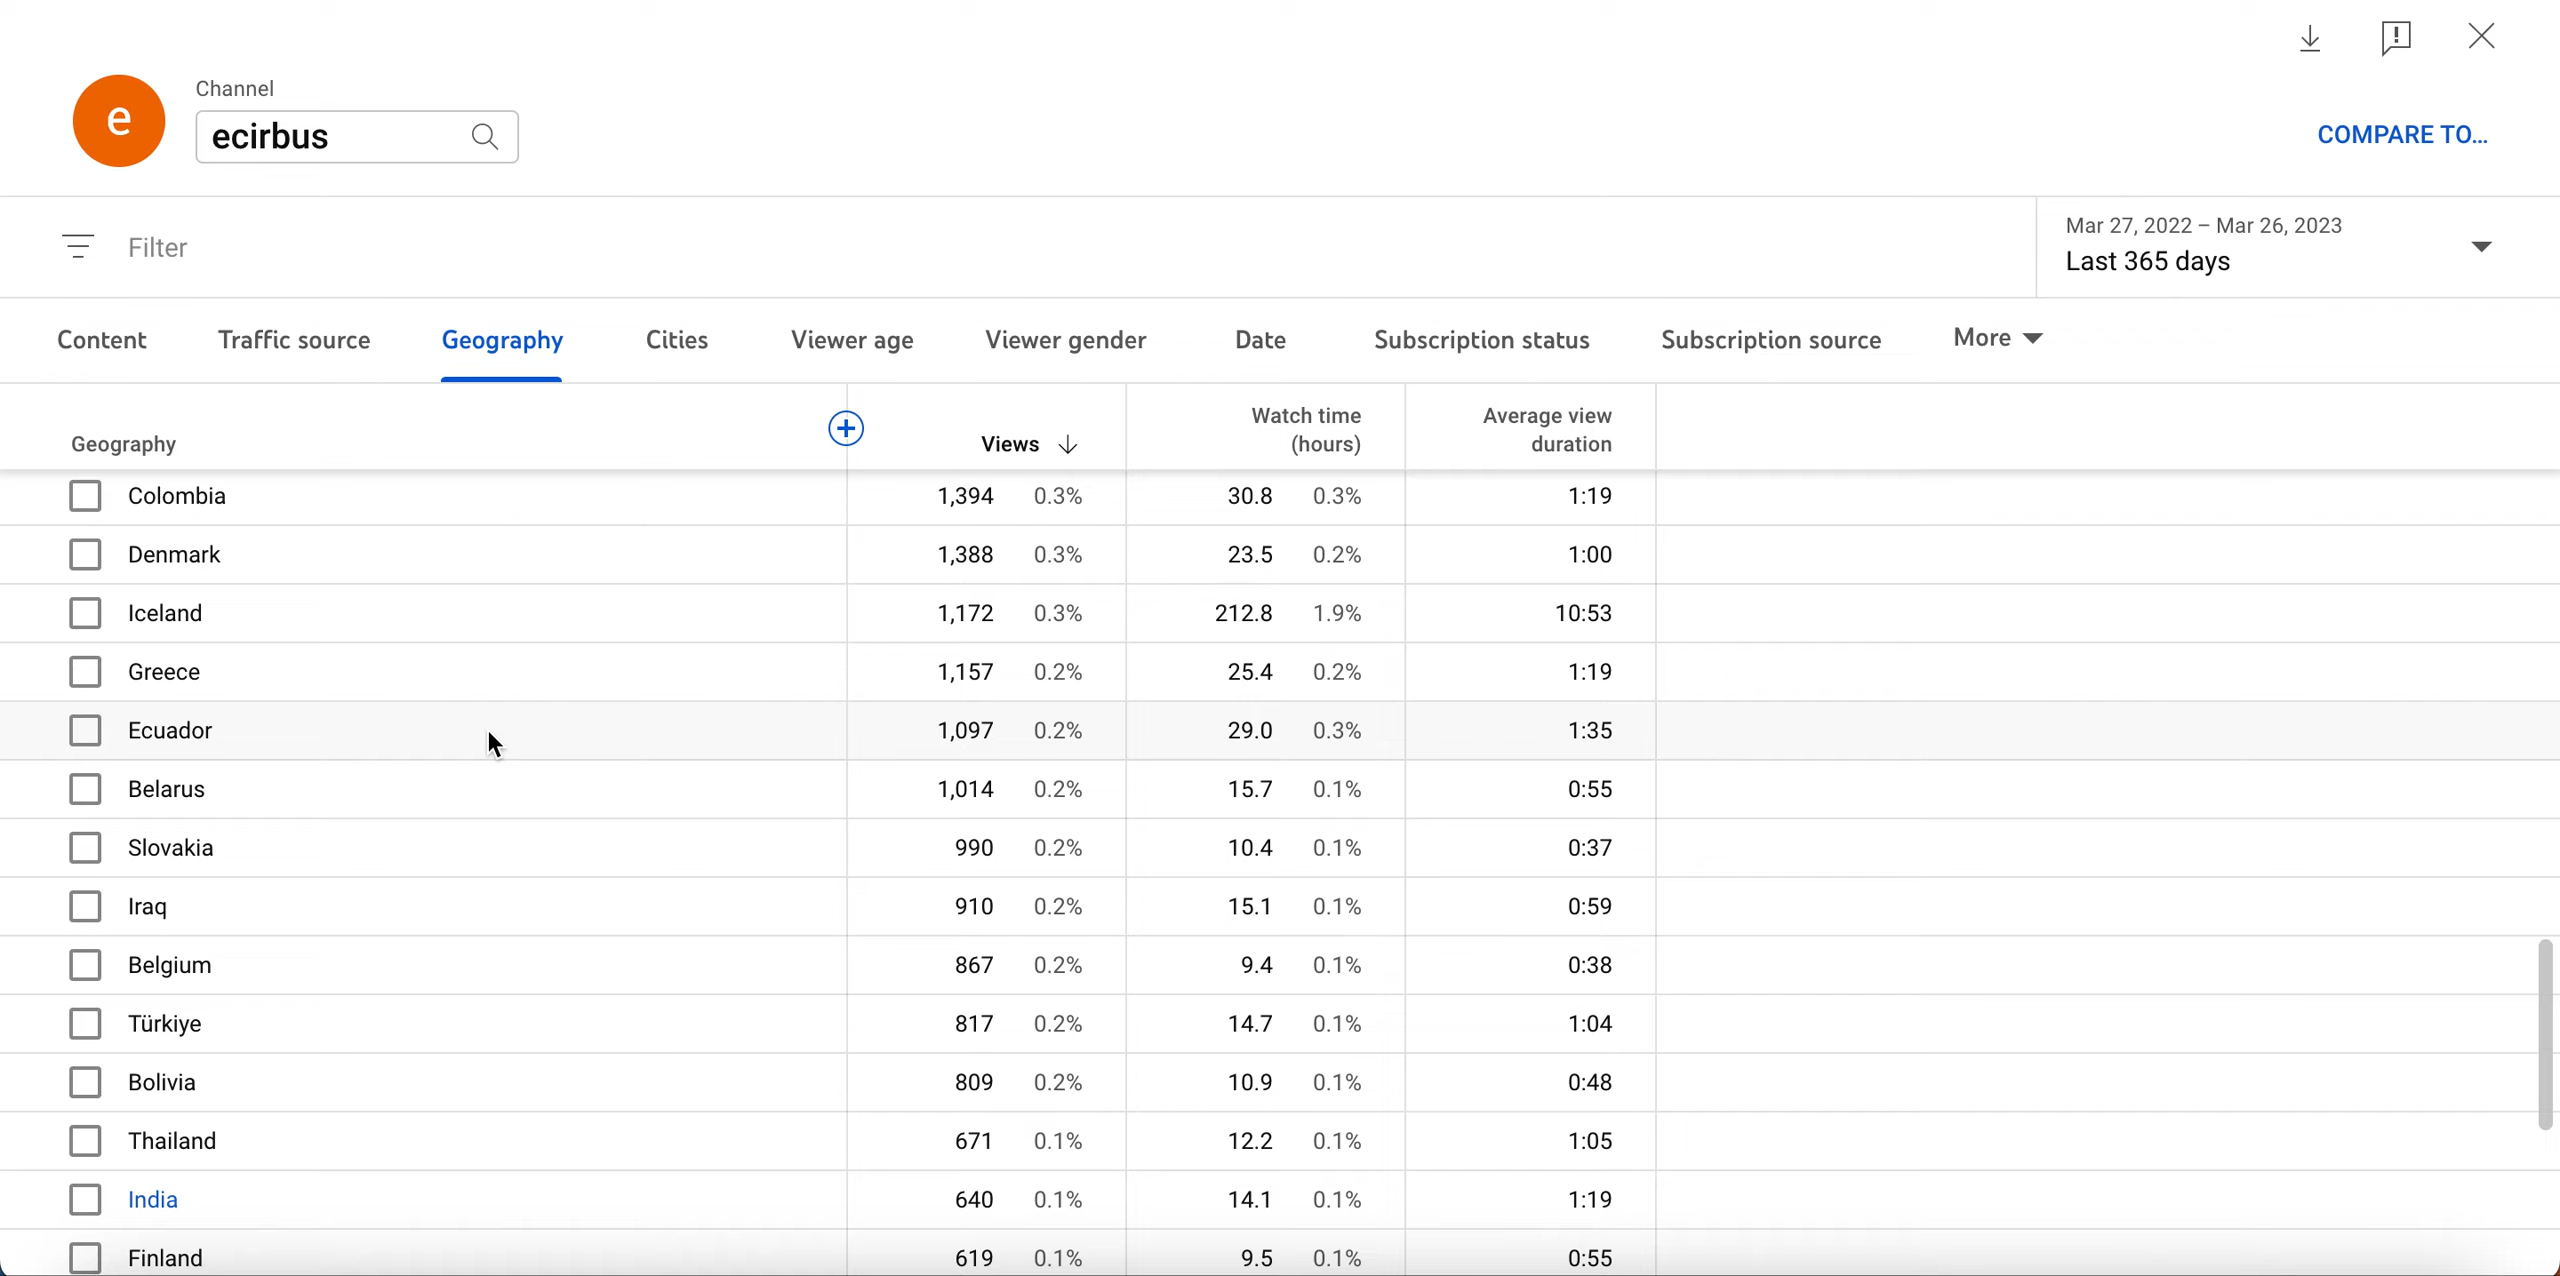 Channel
e
ecirbus
COMPARE TO...
Filter
Mar 27, 2022 – Mar 26, 2023
Last 365 days
Content Traffic source Geography Cities Viewer age Viewer gender Date Subscription status Subscription source More
Geography Views Watch time (hours) Average view duration
Colombia 1,394 0.3% 30.8 0.3% 1:19
Denmark 1,388 0.3% 23.5 0.2% 1:00
Iceland 1,172 0.3% 212.8 1.9% 10:53
Greece 1,157 0.2% 25.4 0.2% 1:19
Ecuador 1,097 0.2% 29.0 0.3% 1:35
Belarus 1,014 0.2% 15.7 0.1% 0:55
Slovakia 990 0.2% 10.4 0.1% 0:37
Iraq 910 0.2% 15.1 0.1% 0:59
Belgium 867 0.2% 9.4 0.1% 0:38
Türkiye 817 0.2% 14.7 0.1% 1:04
Bolivia 809 0.2% 10.9 0.1% 0:48
Thailand 671 0.1% 12.2 0.1% 1:05
India 640 0.1% 14.1 0.1% 1:19
Finland 619 0.1% 9.5 0.1% 0:55